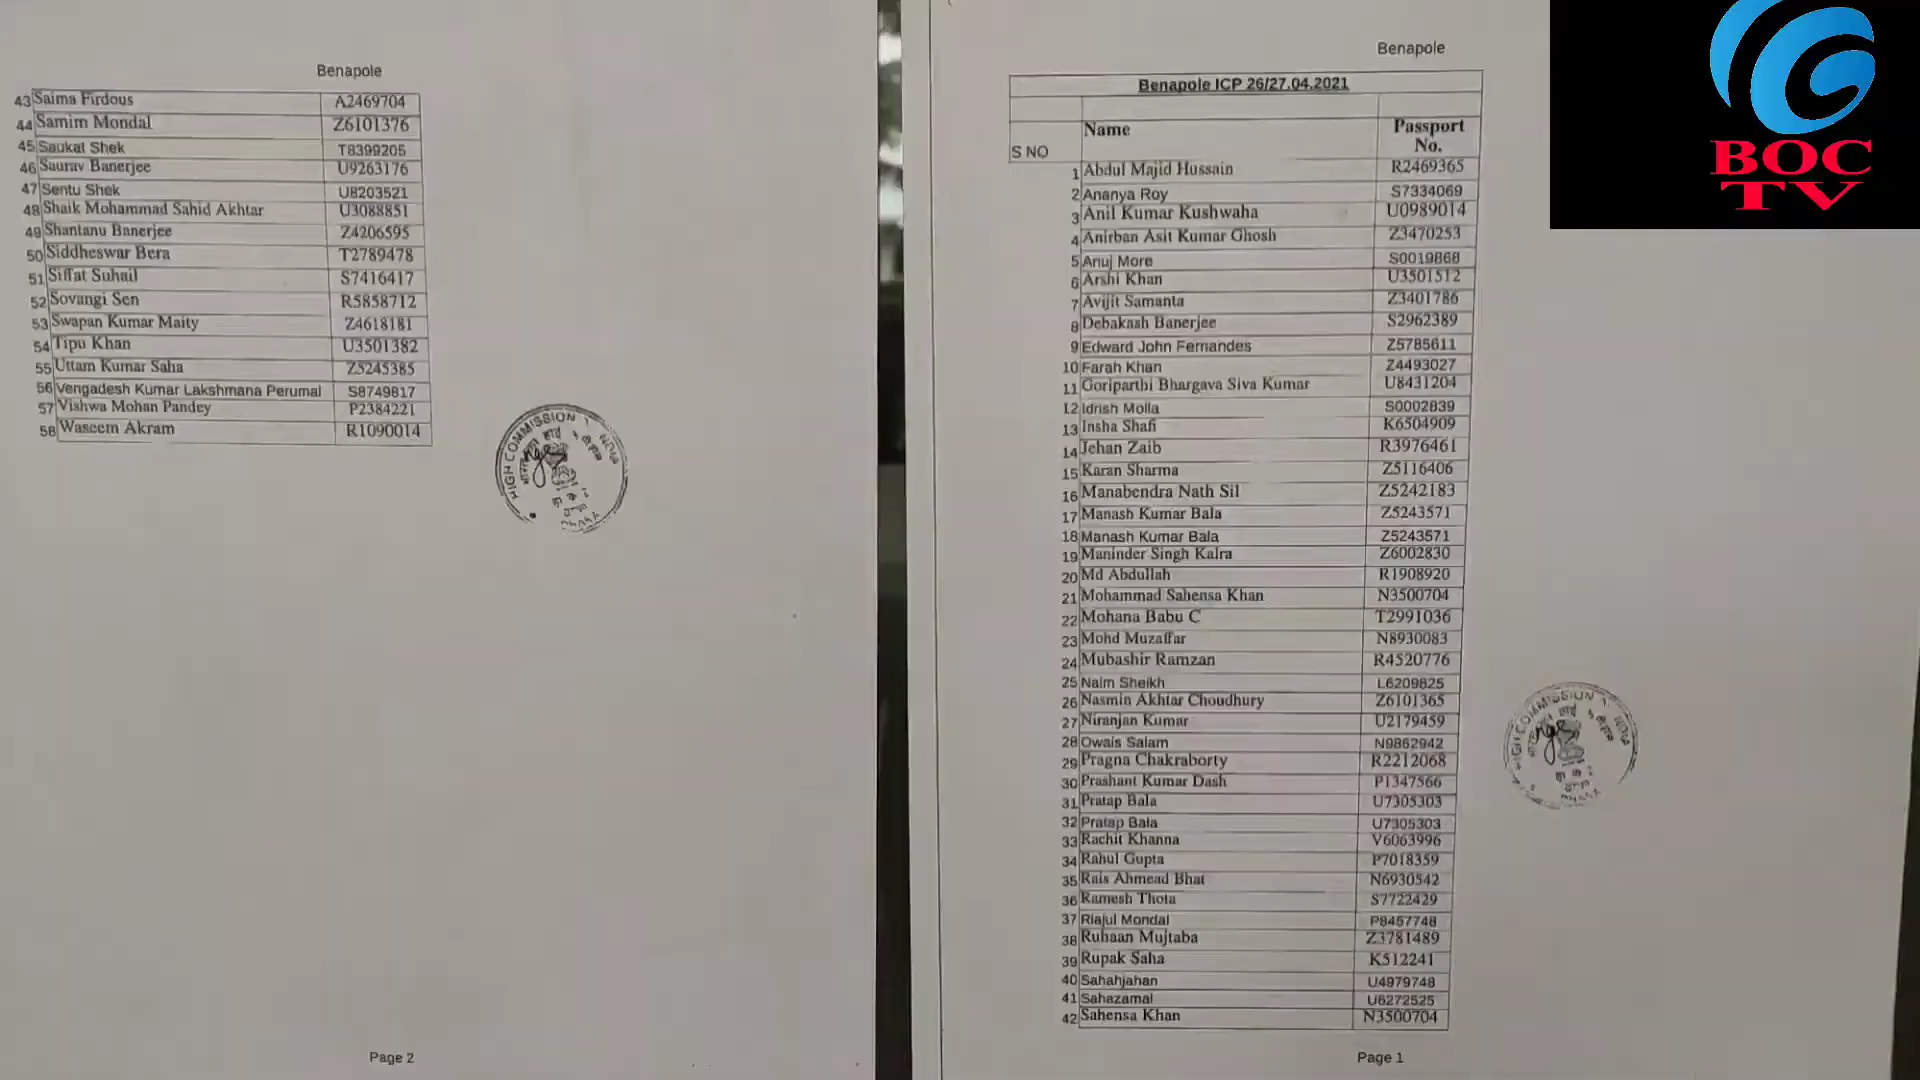 Benapole
43 Saima Firdous A2469704
44 Samim Mondal Z6101376
45 Saukat Shek T8399205
46 Saurav Banerjee U9263176
47 Sentu Shek U8203521
48 Shaik Mohammad Sahid Akhtar U3088851
49 Shantanu Banerjee Z4206595
50 Siddheswar Bera T2789478
51 Siffat Suhail S7416417
52 Sovangi Sen R5858712
53 Swapan Kumar Maity Z4618181
54 Tipu Khan U3501382
55 Uttam Kumar Saha Z5245385
56 Vengadesh Kumar Lakshmana Perumal S8749817
57 Vishwa Mohan Pandey P2384221
58 Waseem Akram R1090014
HIGH COMMISSION INDIA
DHAKA
Page 2
Benapole
Benapole ICP 26/27.04.2021
S NO Name Passport No.
1 Abdul Majid Hussain R2469365
2 Ananya Roy S7334069
3 Anil Kumar Kushwaha U0989014
4 Anirban Asit Kumar Ghosh Z3470253
5 Anuj More S0019868
6 Arshi Khan U3501512
7 Avijit Samanta Z3401786
8 Debakash Banerjee S2962389
9 Edward John Fernandes Z5785611
10 Farah Khan Z4493027
11 Goriparthi Bhargava Siva Kumar U8431204
12 Idrish Molla S0002839
13 Insha Shafi K6504909
14 Jehan Zaib R3976461
15 Karan Sharma Z5116406
16 Manabendra Nath Sil Z5242183
17 Manash Kumar Bala Z5243571
18 Manash Kumar Bala Z5243571
19 Maninder Singh Kalra Z6002830
20 Md Abdullah R1908920
21 Mohammad Sahensa Khan N3500704
22 Mohana Babu C T2991036
23 Mohd Muzaffar N8930083
24 Mubashir Ramzan R4520776
25 Naim Sheikh L6209825
26 Nasmin Akhtar Choudhury Z6101365
27 Niranjan Kumar U2179459
28 Owais Salam N9862942
29 Pragna Chakraborty R2212068
30 Prashant Kumar Dash P1347566
31 Pratap Bala U7305303
32 Pratap Bala U7305303
33 Rachit Khanna V6063996
34 Rahul Gupta P7018359
35 Rais Ahmead Bhat N6930542
36 Ramesh Thota S7722429
37 Riajul Mondal P8457748
38 Ruhaan Mujtaba Z3781489
39 Rupak Saha K512241
40 Sahahjahan U4979748
41 Sahazamal U6272525
42 Sahensa Khan N3500704
HIGH COMMISSION INDIA
Page 1
BOC
TV